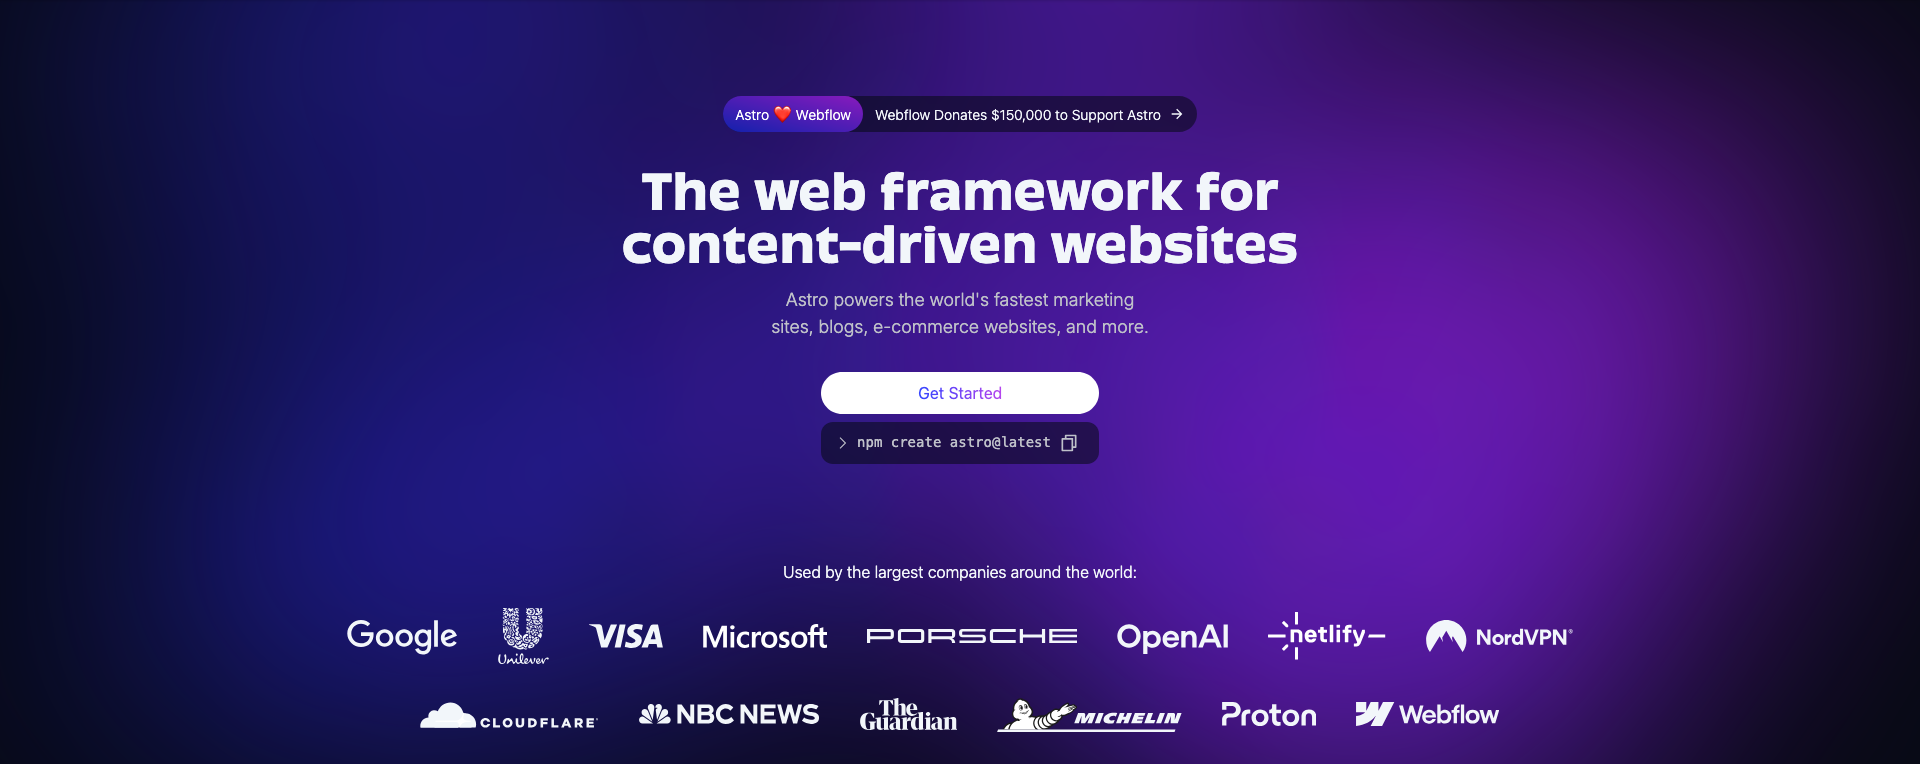 Astro ❤️ Webflow Webflow Donates $150,000 to Support Astro →
The web framework for
content-driven websites
Astro powers the world's fastest marketing
sites, blogs, e-commerce websites, and more.
Get Started
> npm create astro@latest
Used by the largest companies around the world:
Google Unilever VISA Microsoft PORSCHE OpenAI netlify NordVPN®
CLOUDFLARE NBC NEWS The Guardian MICHELIN Proton Webflow